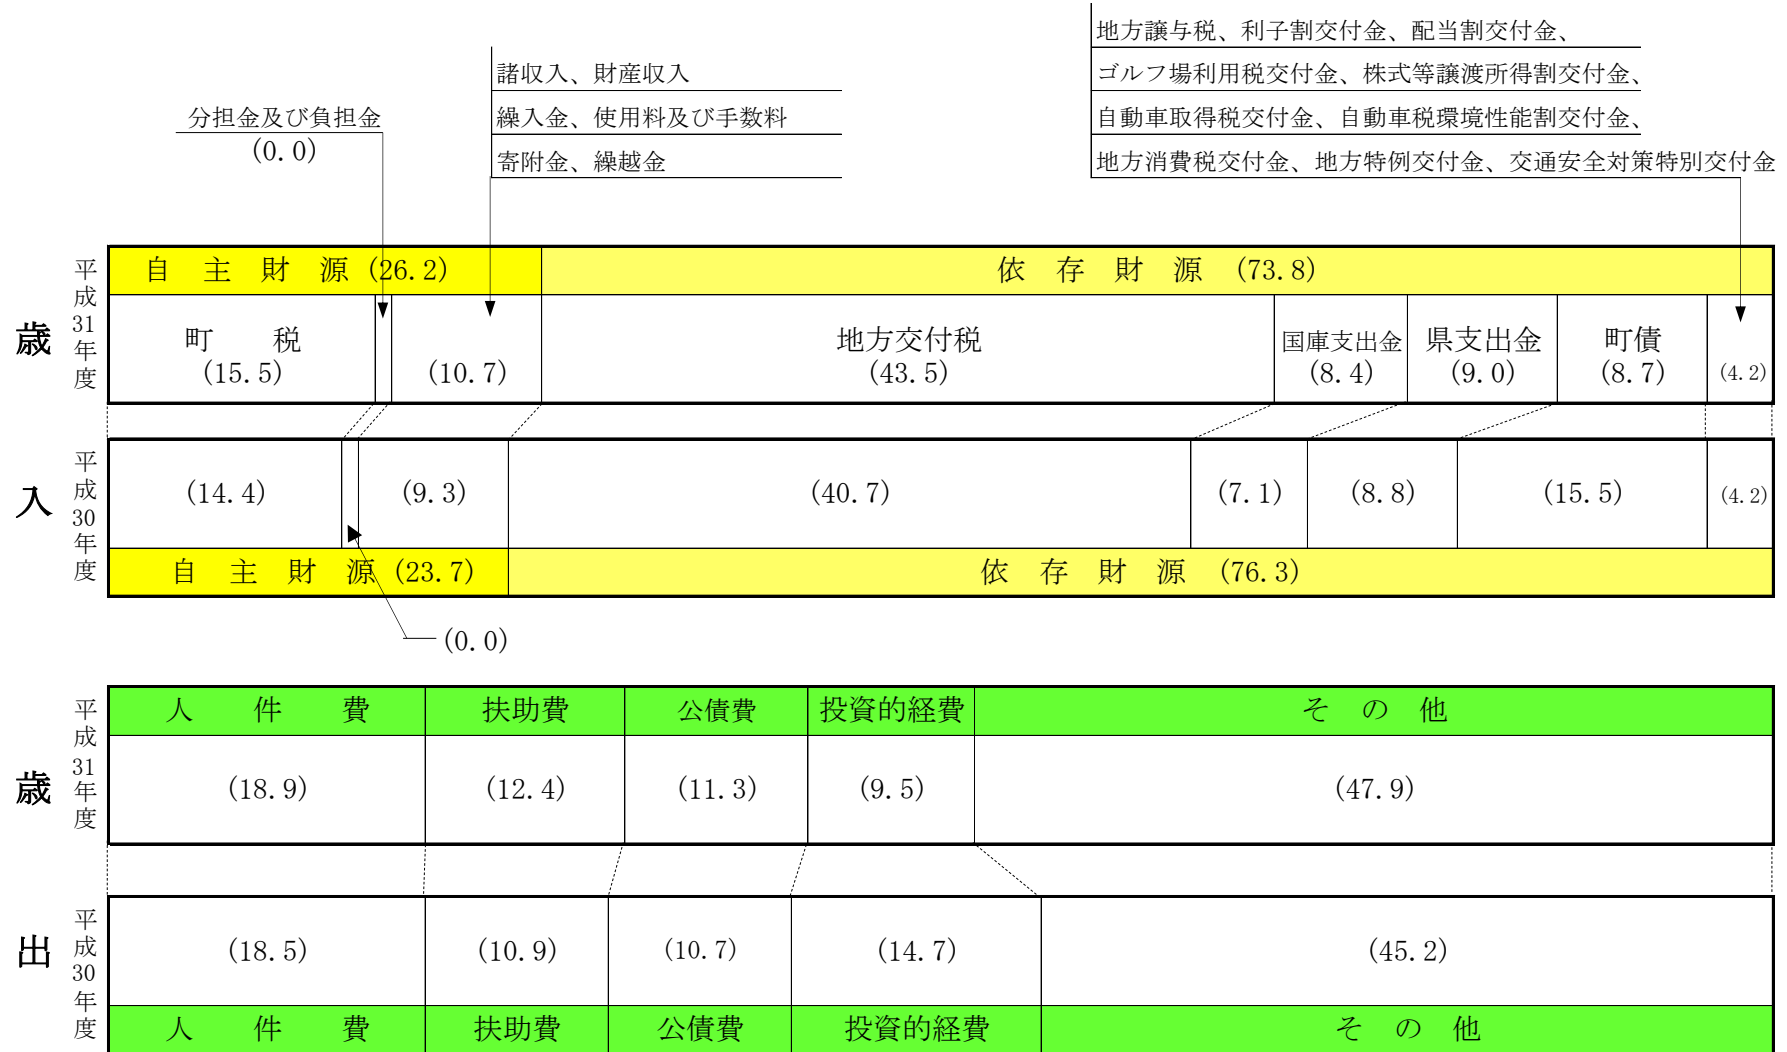 地方譲与税、利子割交付金、配当割交付金、
ゴルフ場利用税交付金、株式等譲渡所得割交付金、
自動車取得税交付金、自動車税環境性能割交付金、
地方消費税交付金、地方特例交付金、交通安全対策特別交付金
諸収入、財産収入
繰入金、使用料及び手数料
寄附金、繰越金
分担金及び負担金
(0.0)
歳入
平成31年度
自主財源(26.2) 依存財源(73.8)
町税 地方交付税 国庫支出金 県支出金 町債
(15.5) (10.7) (43.5) (8.4) (9.0) (8.7) (4.2)
平成30年度
(14.4) (9.3) (40.7) (7.1) (8.8) (15.5) (4.2)
自主財源(23.7) 依存財源(76.3)
(0.0)
歳出
平成31年度
人件費 扶助費 公債費 投資的経費 その他
(18.9) (12.4) (11.3) (9.5) (47.9)
平成30年度
(18.5) (10.9) (10.7) (14.7) (45.2)
人件費 扶助費 公債費 投資的経費 その他